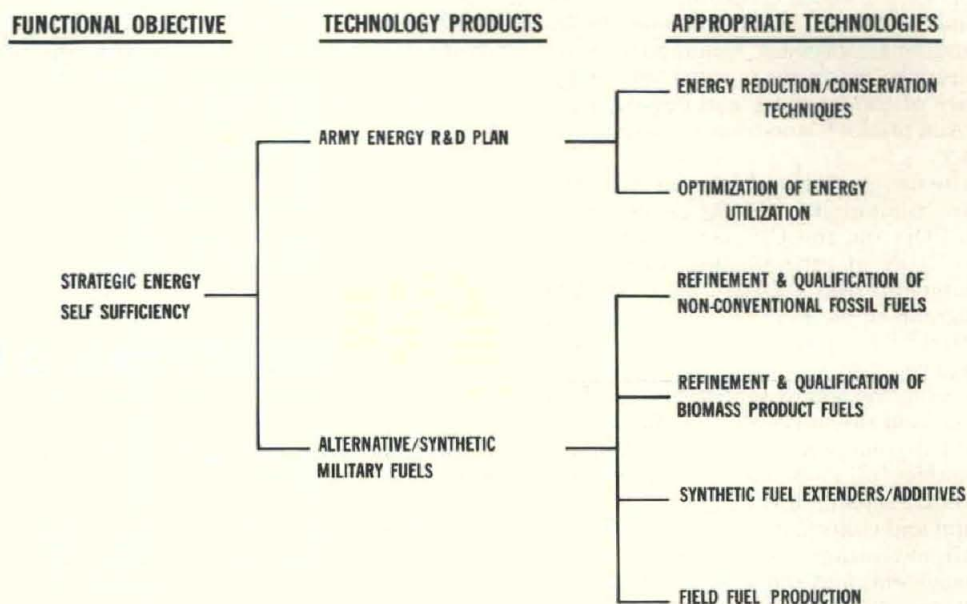 FUNCTIONAL OBJECTIVE
TECHNOLOGY PRODUCTS
APPROPRIATE TECHNOLOGIES
ENERGY REDUCTION/CONSERVATION
TECHNIQUES
ARMY ENERGY R&D PLAN
OPTIMIZATION OF ENERGY
UTILIZATION
STRATEGIC ENERGY
SELF SUFFICIENCY
REFINEMENT & QUALIFICATION OF
NON-CONVENTIONAL FOSSIL FUELS
REFINEMENT & QUALIFICATION OF
BIOMASS PRODUCT FUELS
ALTERNATIVE/SYNTHETIC
MILITARY FUELS
SYNTHETIC FUEL EXTENDERS/ADDITIVES
FIELD FUEL PRODUCTION